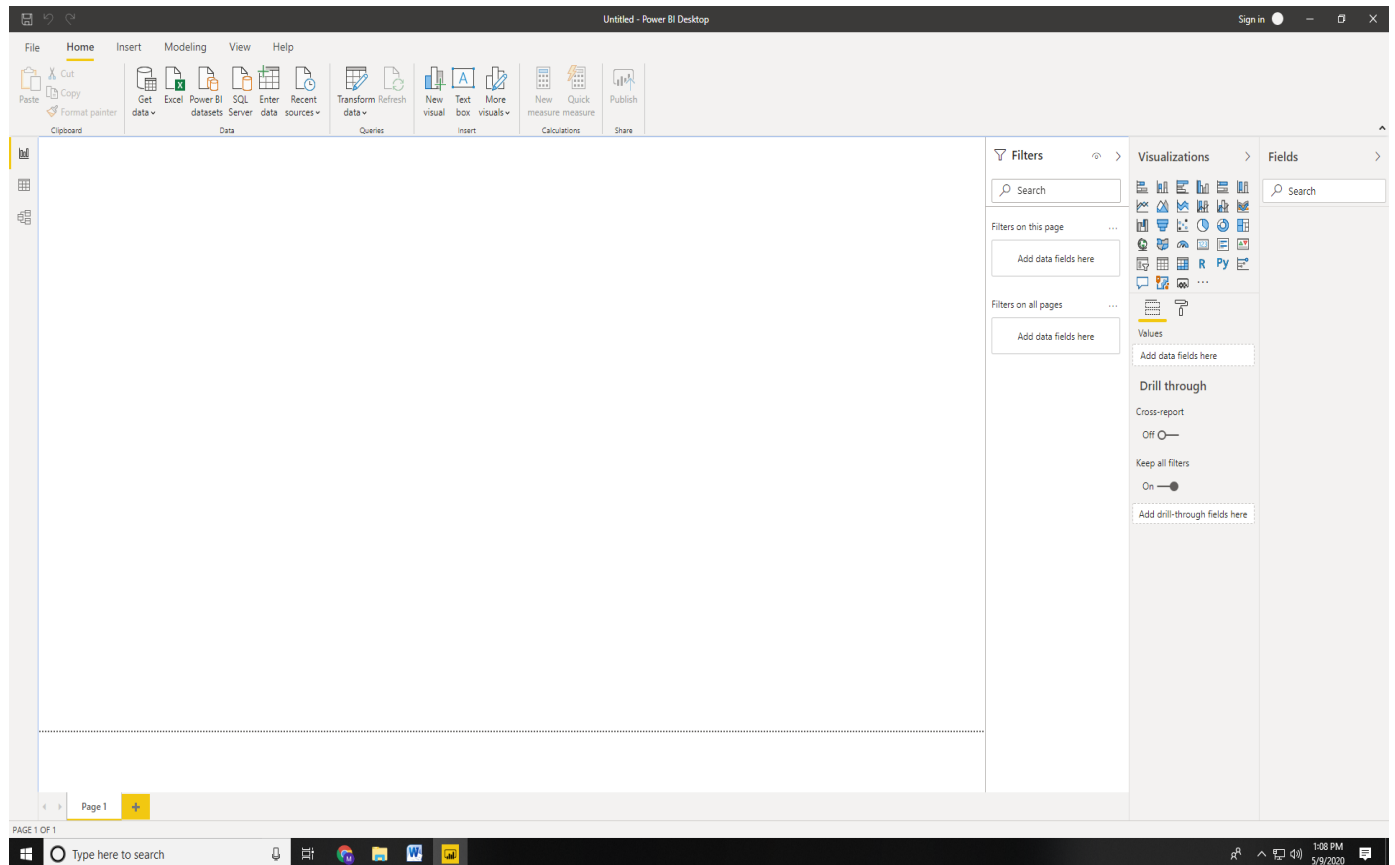 Untitled - Power BI Desktop
Sign in
File Home Insert Modeling View Help
Paste
Cut
Copy
Format painter
Clipboard
Get data
Excel
Power BI datasets
SQL Server
Enter data
Recent sources
Data
Transform data
Refresh
Queries
New visual
Text box
More visuals
Insert
New measure
Quick measure
Calculations
Publish
Share
Filters
Search
Filters on this page ...
Add data fields here
Filters on all pages ...
Add data fields here
Visualizations
R Py
...
Values
Add data fields here
Drill through
Cross-report
Off
Keep all filters
On
Add drill-through fields here
Fields
Search
Page 1 +
PAGE 1 OF 1
Type here to search
1:08 PM
5/9/2020